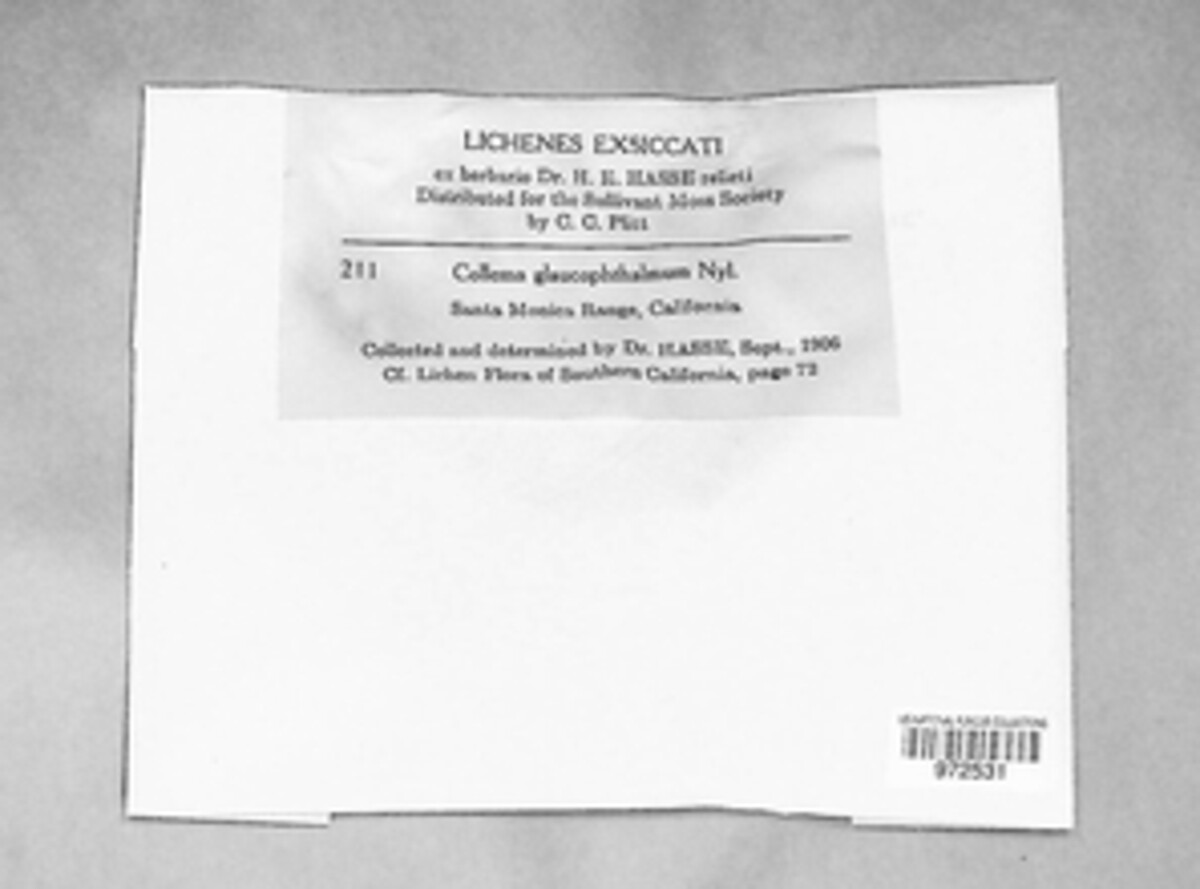 LICHENES EXSICCATI
ex herbario Dr. H. E. HASSE relicti
Distributed for the Sullivant Moss Society
by C. C. Plitt
211 Collema glaucophthalmum Nyl.
Santa Monica Range, California
Collected and determined by Dr. HASSE, Sept., 1906
Cf. Lichen Flora of Southern California, page 73
972531